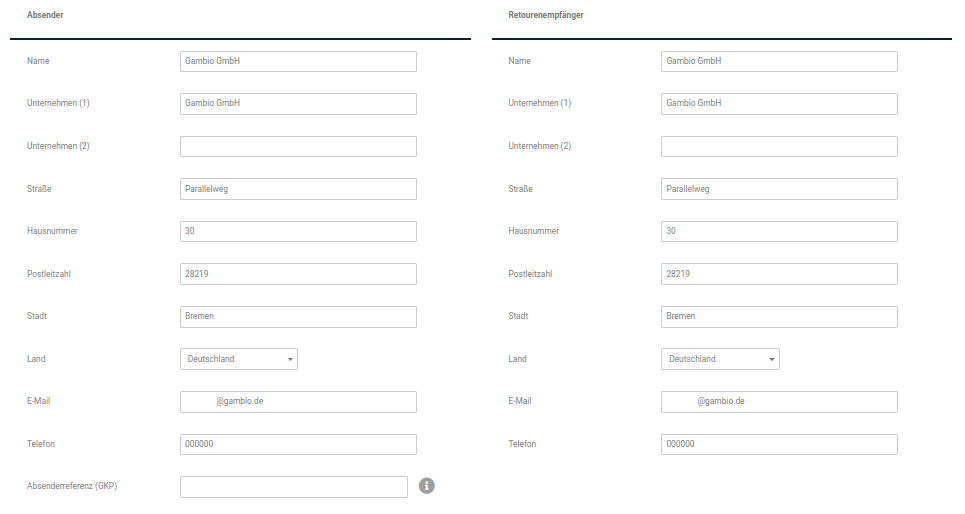 Absender
Name Gambio GmbH
Unternehmen (1) Gambio GmbH
Unternehmen (2)
Straße Parallelweg
Hausnummer 30
Postleitzahl 28219
Stadt Bremen
Land Deutschland
E-Mail @gambio.de
Telefon 000000
Absenderreferenz (GKP)
Retourenempfänger
Name Gambio GmbH
Unternehmen (1) Gambio GmbH
Unternehmen (2)
Straße Parallelweg
Hausnummer 30
Postleitzahl 28219
Stadt Bremen
Land Deutschland
E-Mail @gambio.de
Telefon 000000